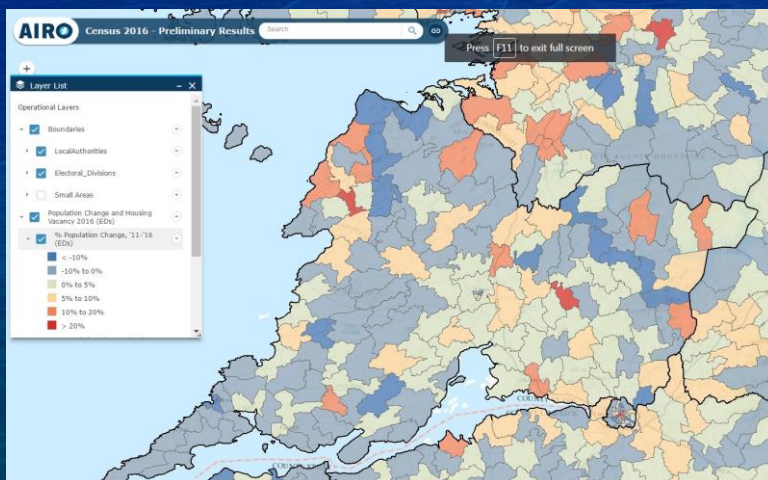 AIRO Census 2016 - Preliminary Results Search
Press F11 to exit full screen
+
Layer List
Operational Layers
Boundaries
LocalAuthorities
Electoral_Divisions
Small Areas
Population Change and Housing
Vacancy 2016 (EDs)
% Population Change, '11-'16
(EDs)
< -10%
-10% to 0%
0% to 5%
5% to 10%
10% to 20%
> 20%